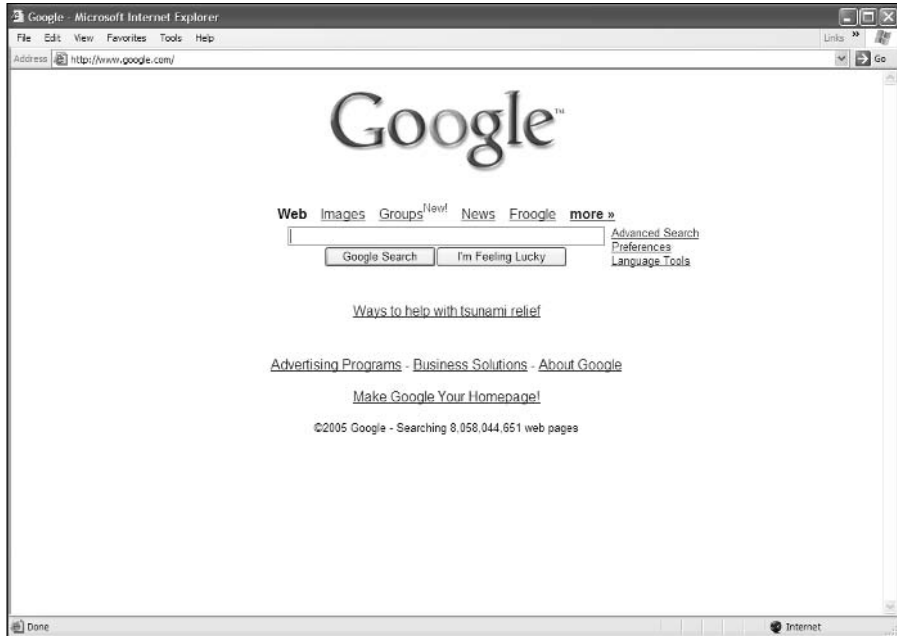 Google - Microsoft Internet Explorer
File Edit View Favorites Tools Help Links »
Address http://www.google.com/ Go
Google™
Web Images Groups New! News Froogle more »
Advanced Search
Preferences
Language Tools
Google Search I'm Feeling Lucky
Ways to help with tsunami relief
Advertising Programs - Business Solutions - About Google
Make Google Your Homepage!
©2005 Google - Searching 8,058,044,651 web pages
Done Internet